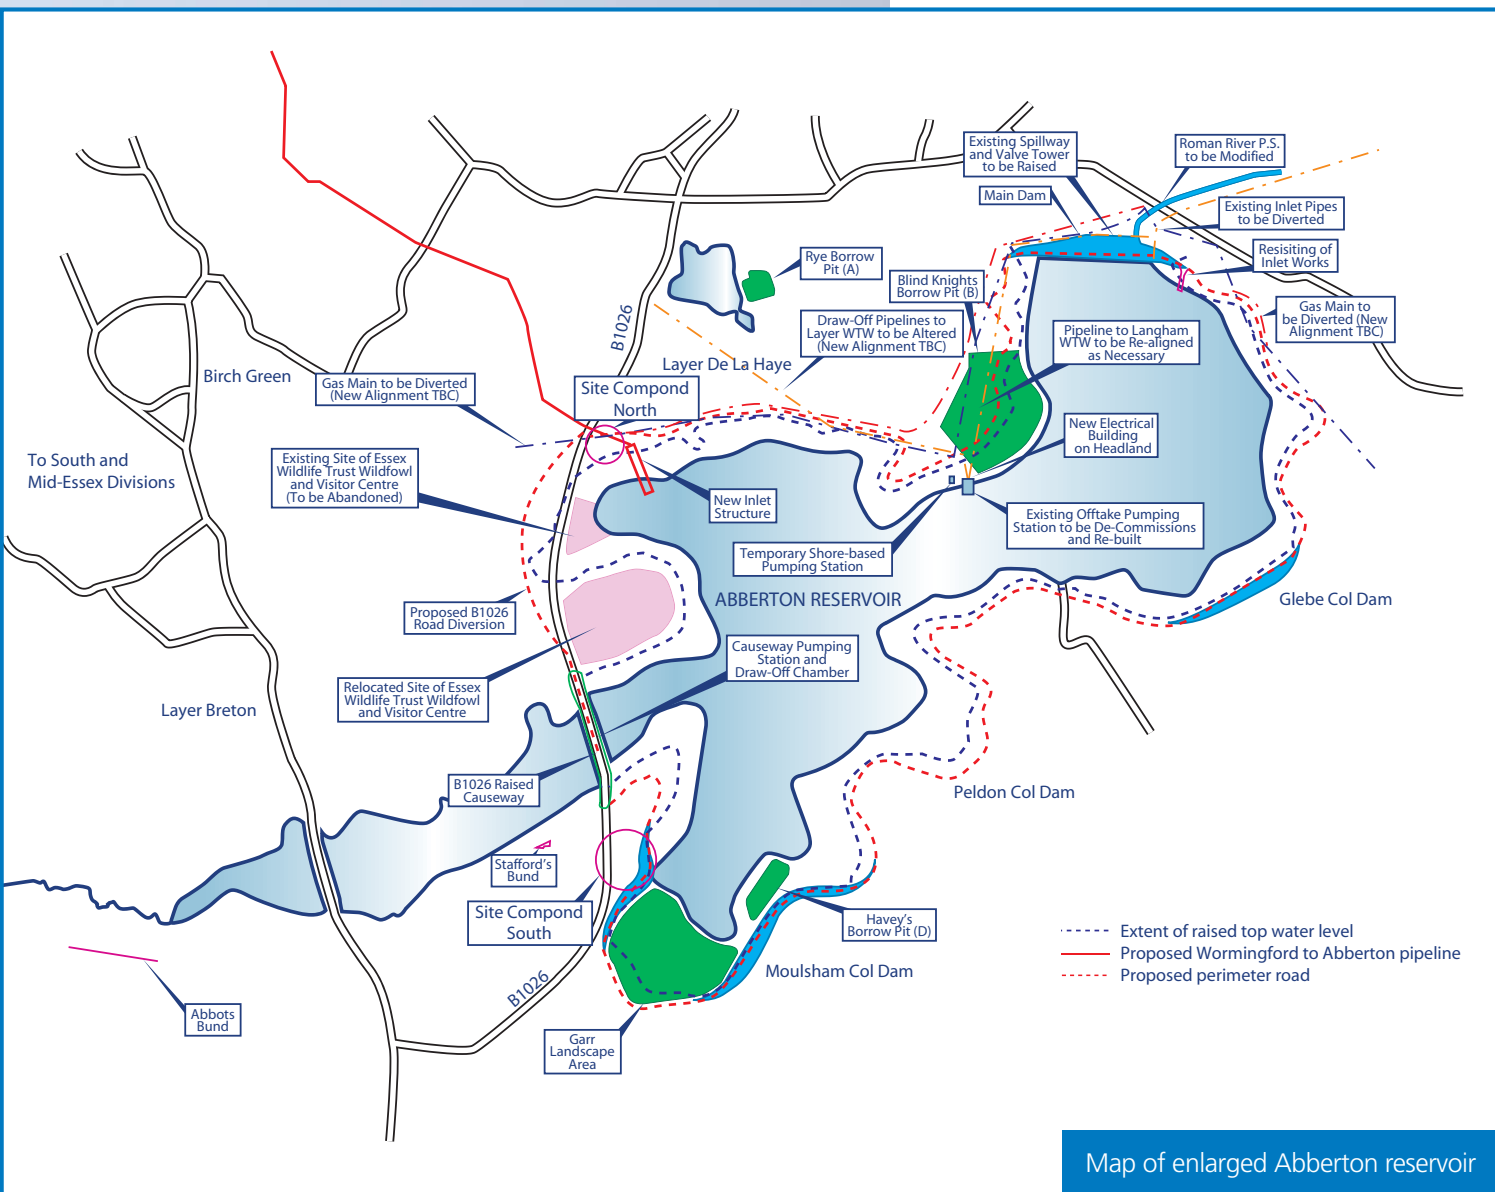 Existing Spillway
and Valve Tower
to be Raised
Roman River P.S.
to be Modified
Main Dam
Existing Inlet Pipes
to be Diverted
Resisiting of
Inlet Works
Rye Borrow
Pit (A)
Blind Knights
Borrow Pit (B)
Gas Main to
be Diverted (New
Alignment TBC)
Draw-Off Pipelines to
Layer WTW to be Altered
(New Alignment TBC)
Pipeline to Langham
WTW to be Re-aligned
as Necessary
B1026
Layer De La Haye
Birch Green
Gas Main to be Diverted
(New Alignment TBC)
Site Compond
North
New Electrical
Building
on Headland
To South and
Mid-Essex Divisions
Existing Site of Essex
Wildlife Trust Wildfowl
and Visitor Centre
(To be Abandoned)
New Inlet
Structure
Existing Offtake Pumping
Station to be De-Commissions
and Re-built
Temporary Shore-based
Pumping Station
ABBERTON RESERVOIR
Glebe Col Dam
Proposed B1026
Road Diversion
Causeway Pumping
Station and
Draw-Off Chamber
Relocated Site of Essex
Wildlife Trust Wildfowl
and Visitor Centre
Layer Breton
B1026 Raised
Causeway
Peldon Col Dam
Stafford's
Bund
Site Compond
South
Havey's
Borrow Pit (D)
Extent of raised top water level
Proposed Wormingford to Abberton pipeline
Proposed perimeter road
Moulsham Col Dam
B1026
Abbots
Bund
Garr
Landscape
Area
Map of enlarged Abberton reservoir